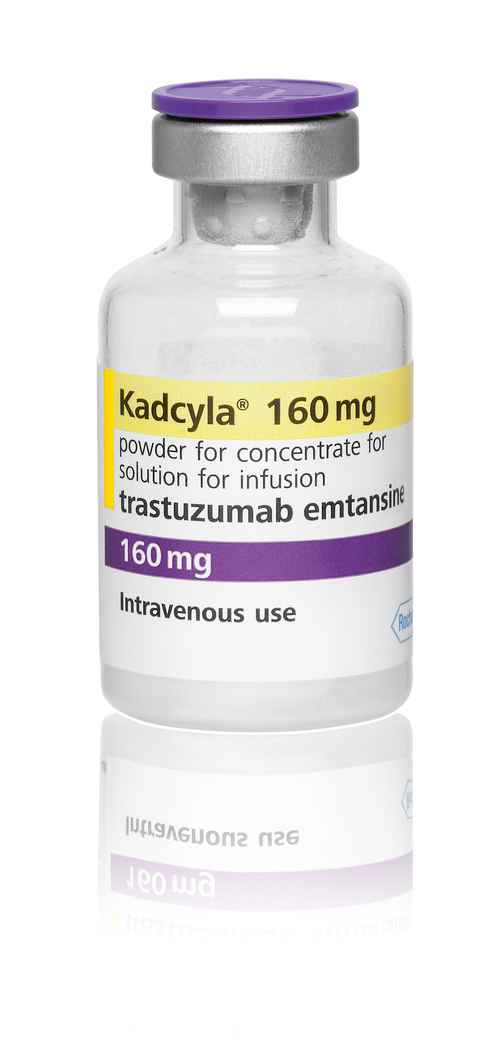 Kadcyla® 160 mg
powder for concentrate for
solution for infusion
trastuzumab emtansine
160 mg
Intravenous use